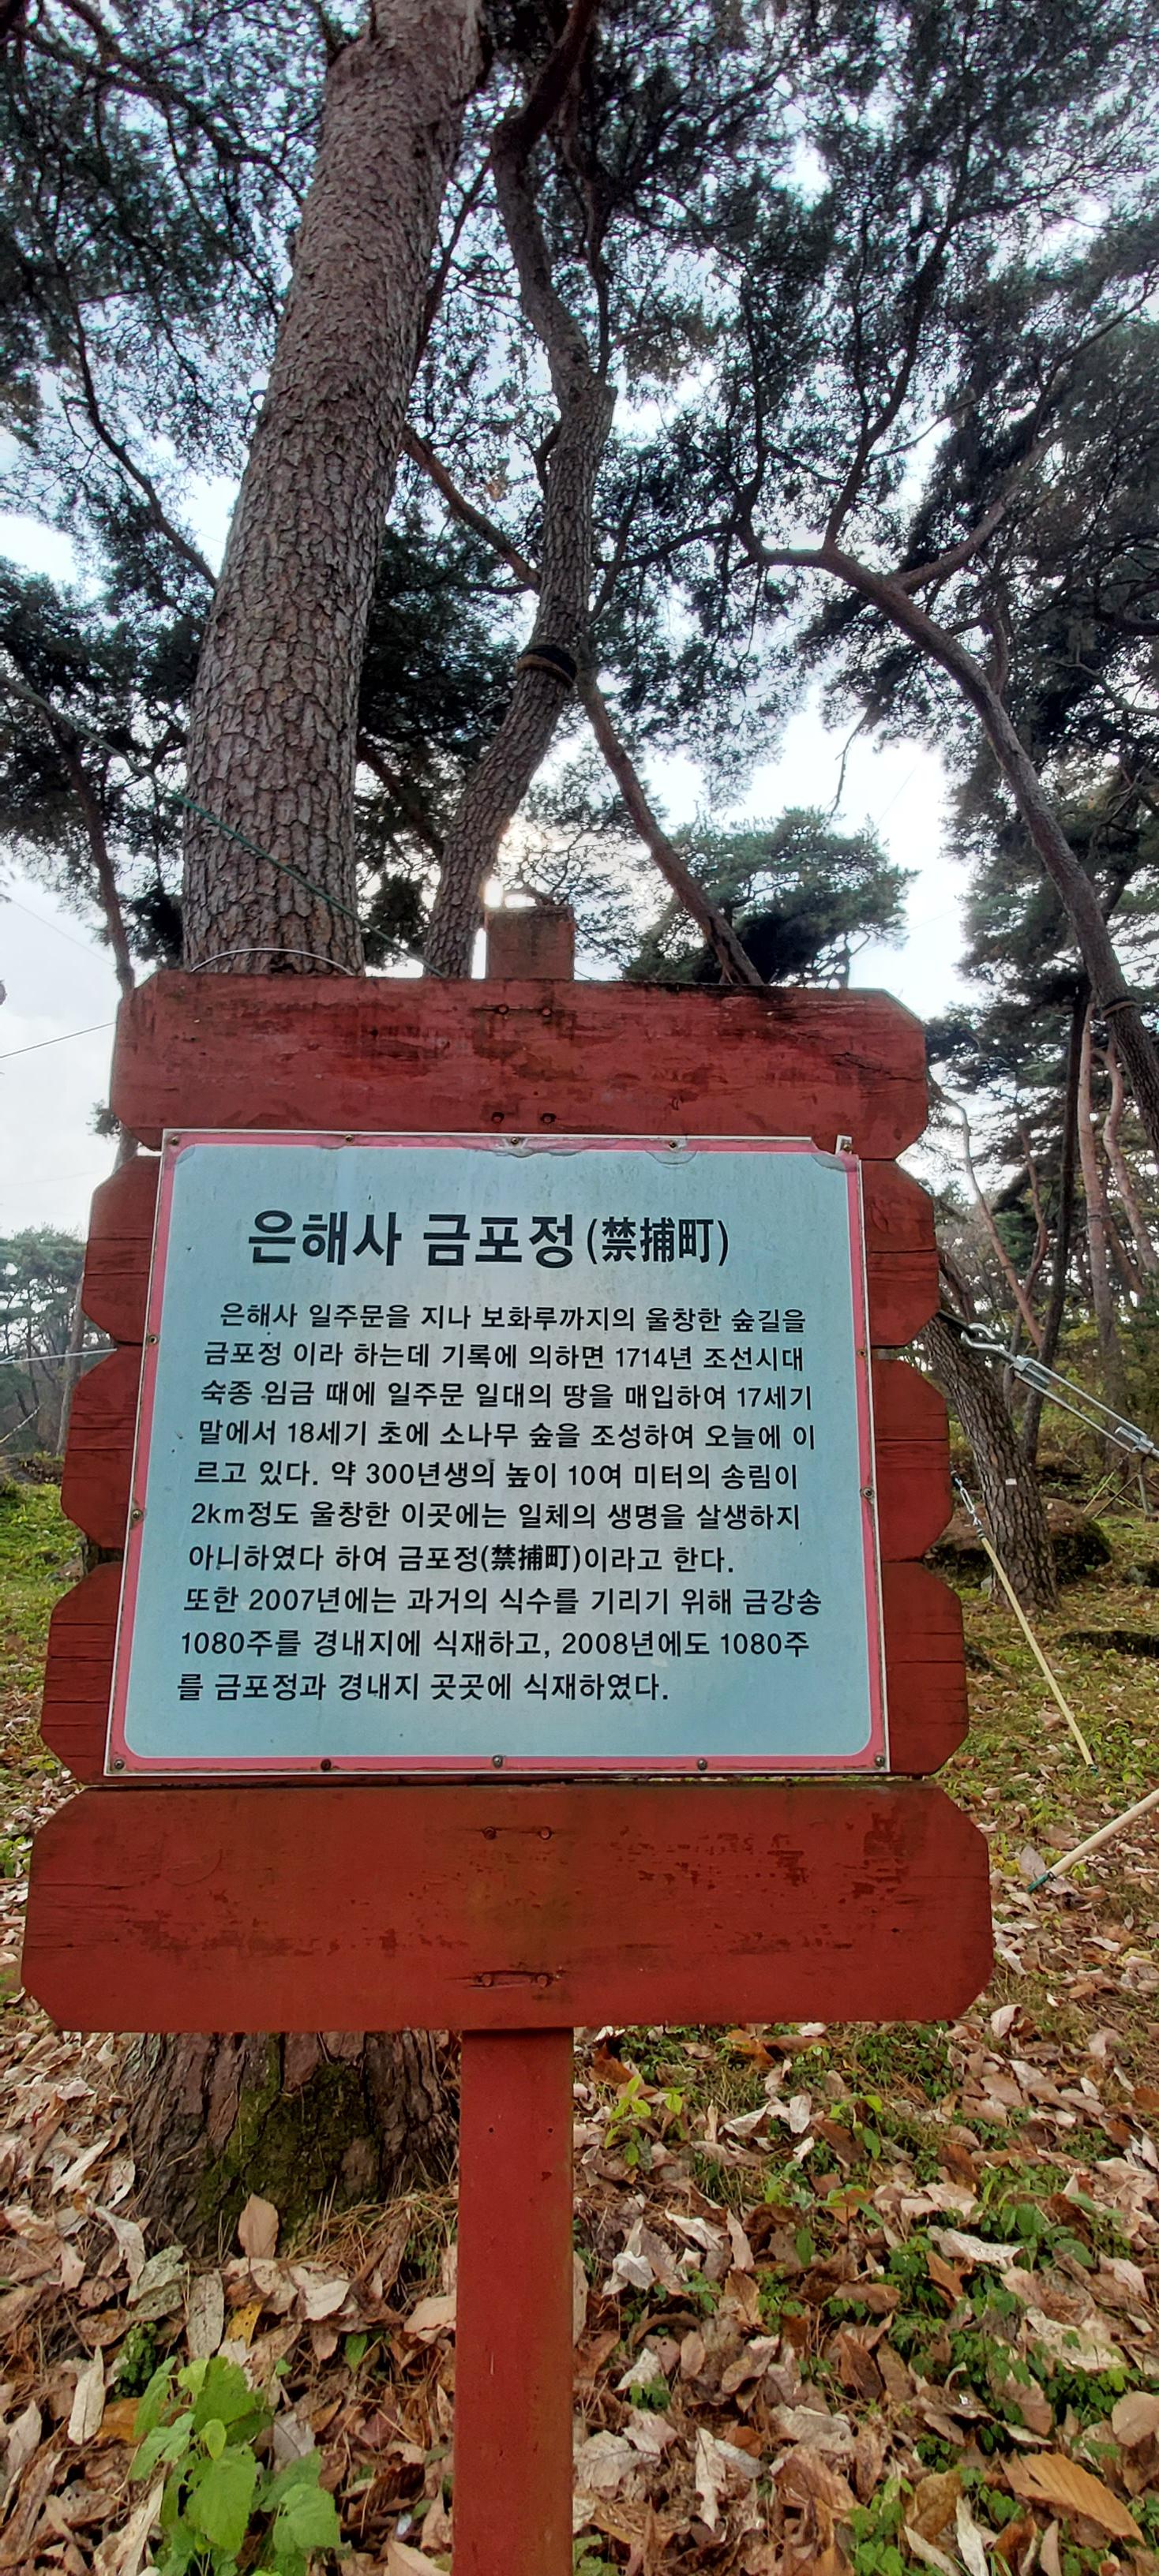 은해사 금포정(禁捕町)
은해사 일주문을 지나 보화루까지의 울창한 숲길을
금포정 이라 하는데 기록에 의하면 1714년 조선시대
숙종 임금 때에 일주문 일대의 땅을 매입하여 17세기
말에서 18세기 초에 소나무 숲을 조성하여 오늘에 이
르고 있다. 약 300년생의 높이 10여 미터의 송림이
2km정도 울창한 이곳에는 일체의 생명을 살생하지
아니하였다 하여 금포정(禁捕町)이라고 한다.
또한 2007년에는 과거의 식수를 기리기 위해 금강송
1080주를 경내지에 식재하고, 2008년에도 1080주
를 금포정과 경내지 곳곳에 식재하였다.